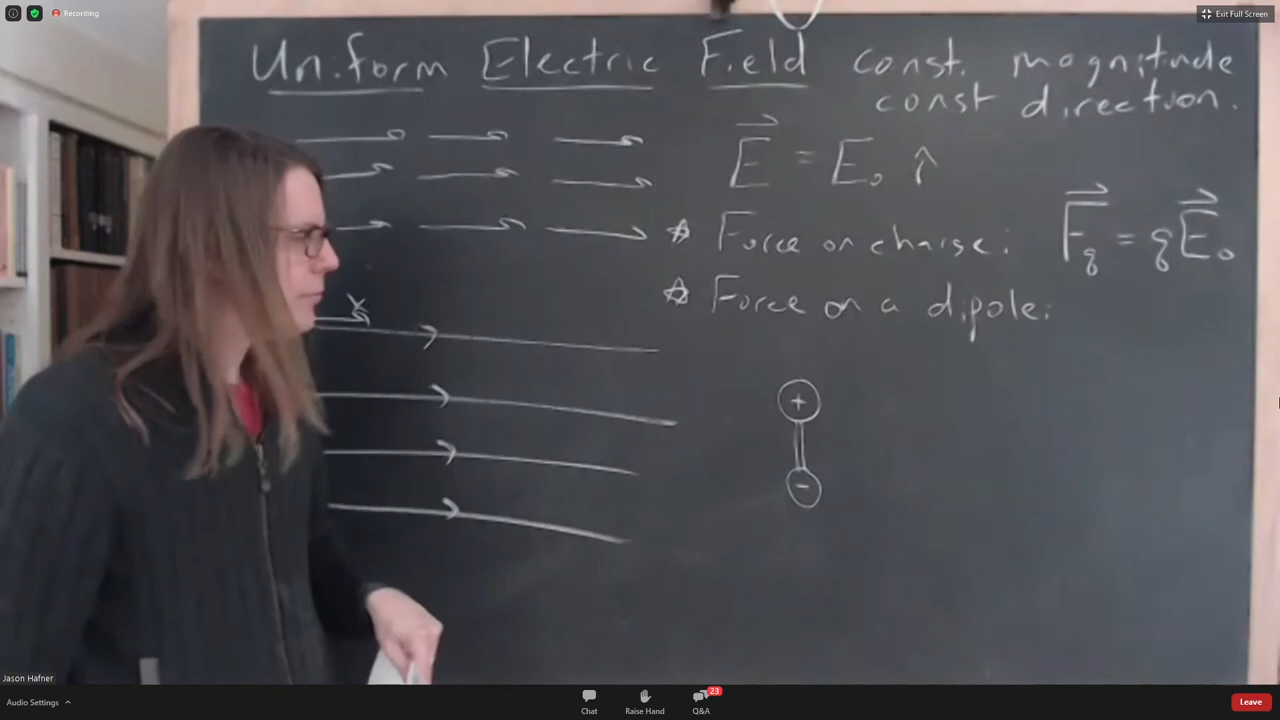 Recording
Exit Full Screen
Uniform Electric Field const. magnitude
const direction.
E = E₀ î
* Force on charge: F_q = qE₀
* Force on a dipole:
x
+
-
Jason Hafner
Audio Settings
Chat
Raise Hand
Q&A
23
Leave